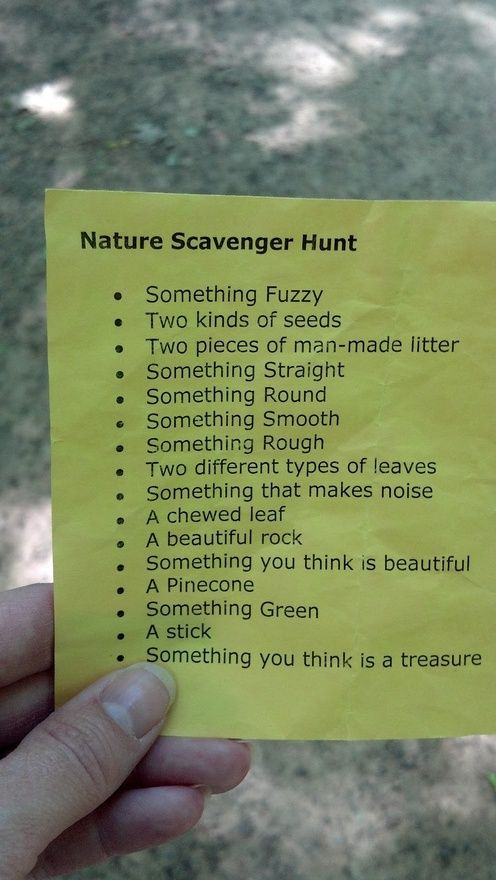 Nature Scavenger Hunt
• Something Fuzzy
• Two kinds of seeds
• Two pieces of man-made litter
• Something Straight
• Something Round
• Something Smooth
• Something Rough
• Two different types of leaves
• Something that makes noise
• A chewed leaf
• A beautiful rock
• Something you think is beautiful
• A Pinecone
• Something Green
• A stick
• Something you think is a treasure